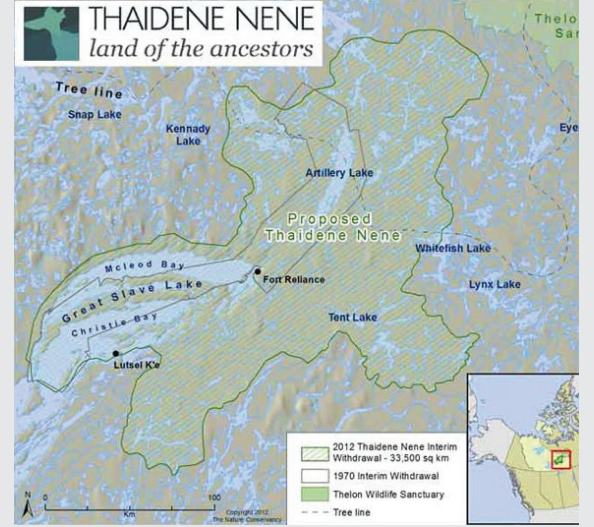 THAIDENE NENE
land of the ancestors
Thelon
Sar
Tree line
Snap Lake
Kennady
Lake
Eye
Artillery Lake
Proposed
Thaidene Nene
Whitefish Lake
Mcleod Bay
Fort Reliance
Lynx Lake
Great Slave Lake
Christie Bay
Tent Lake
Lutsel K'e
2012 Thaidene Nene Interim
Withdrawal - 33,500 sq km
1970 Interim Withdrawal
Thelon Wildlife Sanctuary
Tree line
N
0
100
Km
Copyright 2012
The Nature Conservancy